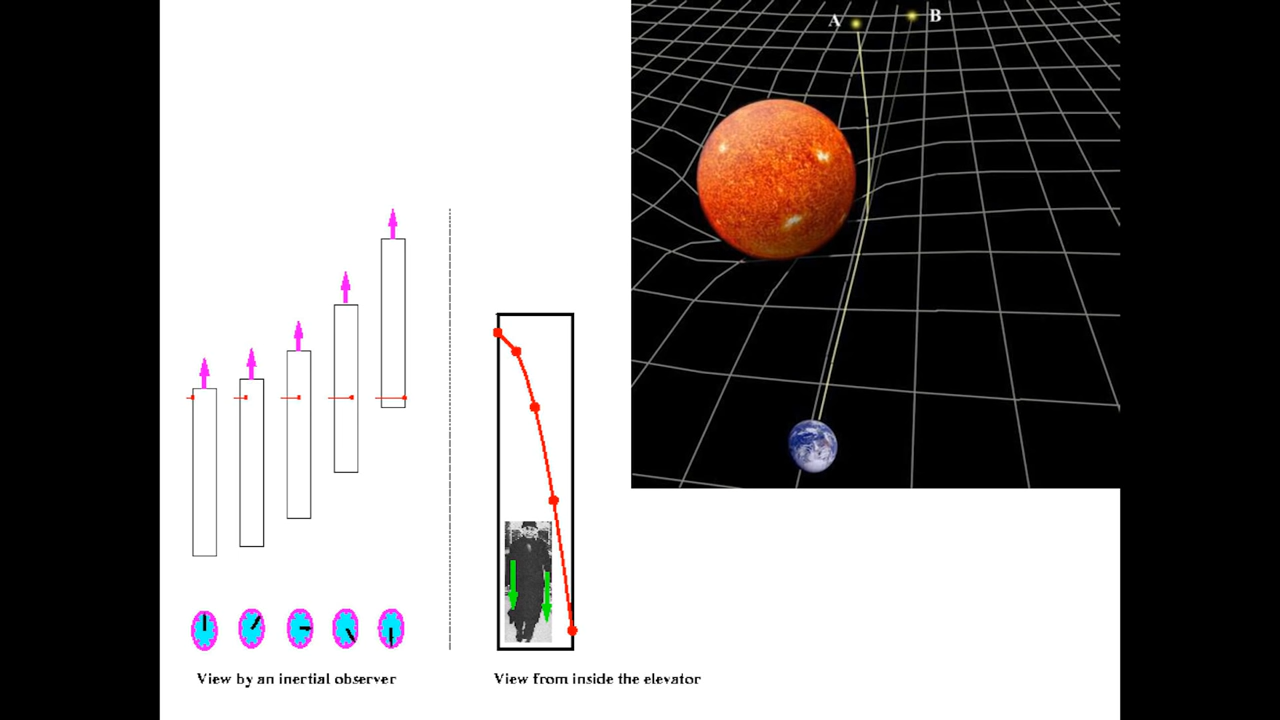 A
B
View by an inertial observer
View from inside the elevator